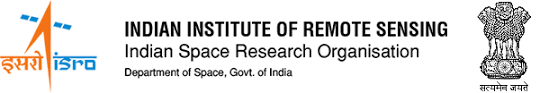 इसरो isro
INDIAN INSTITUTE OF REMOTE SENSING
Indian Space Research Organisation
Department of Space, Govt. of India
सत्यमेव जयते